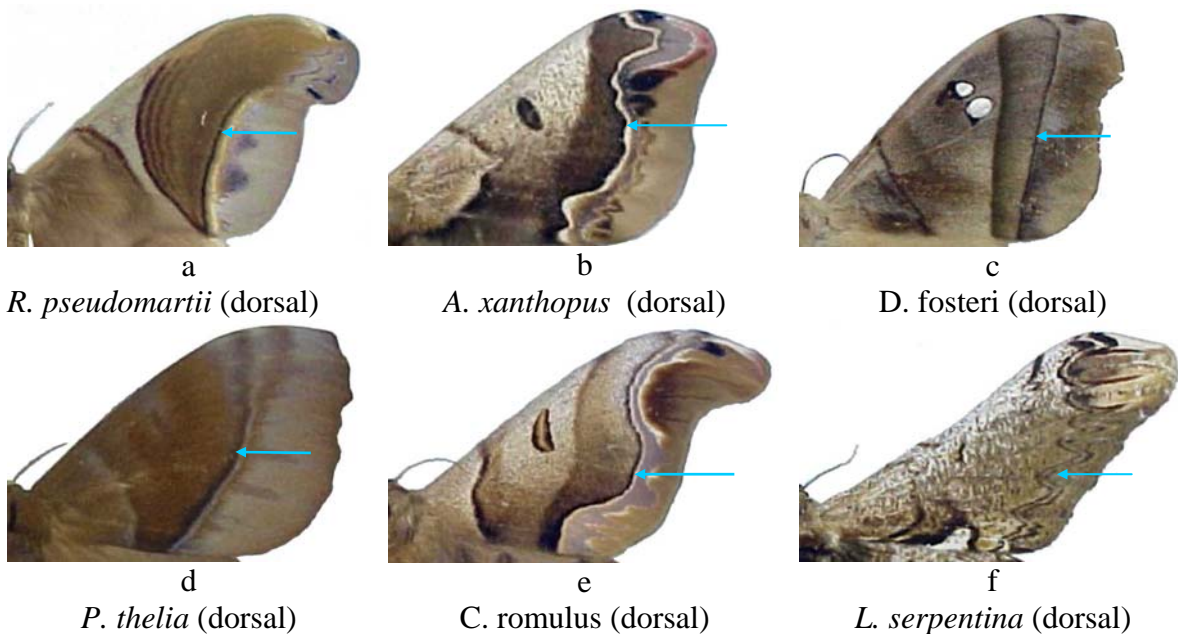 a b c
R. pseudomartii (dorsal) A. xanthopus (dorsal) D. fosteri (dorsal)
d e f
P. thelia (dorsal) C. romulus (dorsal) L. serpentina (dorsal)